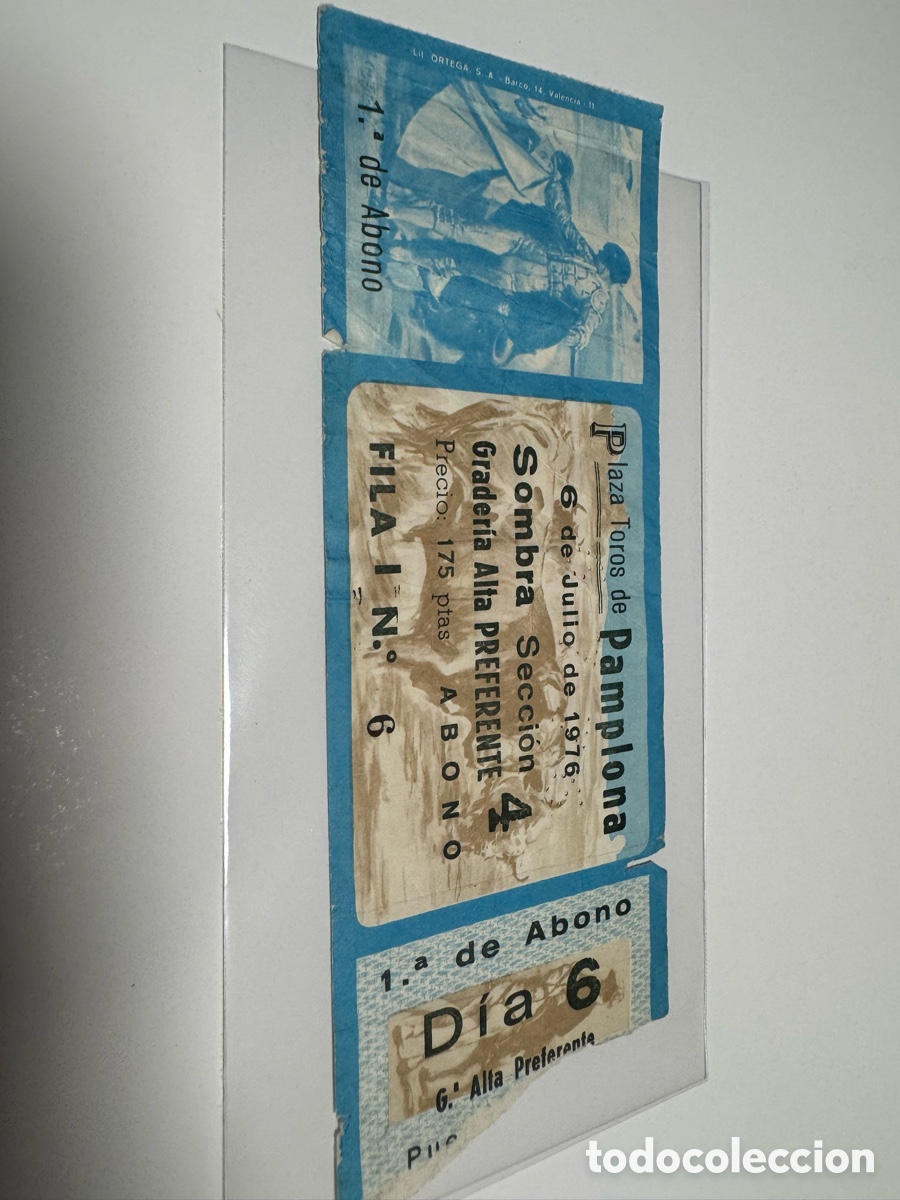 Lit. ORTEGA, S. A. - Barco, 14, Valencia - 11
1.ª de Abono
Plaza Toros de Pamplona
6 de Julio de 1976
Sombra Sección 4
Gradería Alta PREFERENTE
Precio: 175 ptas ABONO
FILA 1 N.º 6
1.ª de Abono
Día 6
G.ª Alta Preferente
todocoleccion